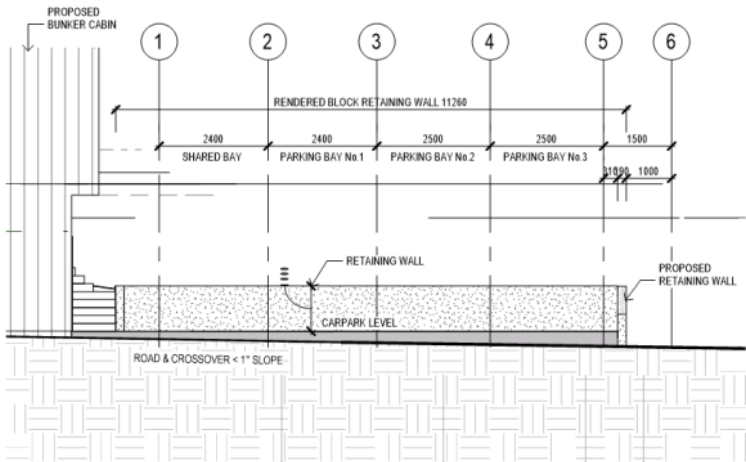 PROPOSED
BUNKER CABIN
1
2
3
4
5
6
RENDERED BLOCK RETAINING WALL 11260
2400
2400
2500
2500
1500
SHARED BAY
PARKING BAY No.1
PARKING BAY No.2
PARKING BAY No.3
310
190
1000
RETAINING WALL
PROPOSED
RETAINING WALL
CARPARK LEVEL
ROAD & CROSSOVER < 1° SLOPE